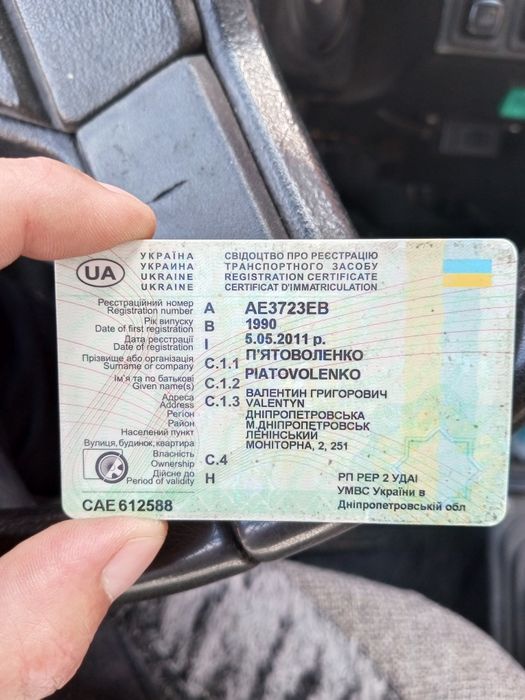 UA
УКРАЇНА
УКРАИНА
UKRAINE
UKRAINE
СВІДОЦТВО ПРО РЕЄСТРАЦІЮ
ТРАНСПОРТНОГО ЗАСОБУ
REGISTRATION CERTIFICATE
CERTIFICAT D'IMMATRICULATION
Реєстраційний номер
Registration number A AE3723EB
Рік випуску
Date of first registration B 1990
Дата реєстрації
Date of registration I 5.05.2011 р.
Прізвище або організація
Surname or company C.1.1 П'ЯТОВОЛЕНКО
PIATOVOLENKO
Ім'я та по батькові
Given name(s) C.1.2 ВАЛЕНТИН ГРИГОРОВИЧ
VALENTYN
Адреса
Address C.1.3
Регіон ДНІПРОПЕТРОВСЬКА
Район М.ДНІПРОПЕТРОВСЬК
Населений пункт ЛЕНІНСЬКИЙ
Вулиця, будинок, квартира МОНІТОРНА, 2, 251
Власність
Ownership C.4
Дійсне до
Period of validity H
РП РЕР 2 УДАІ
УМВС України в
Дніпропетровській обл
CAE 612588